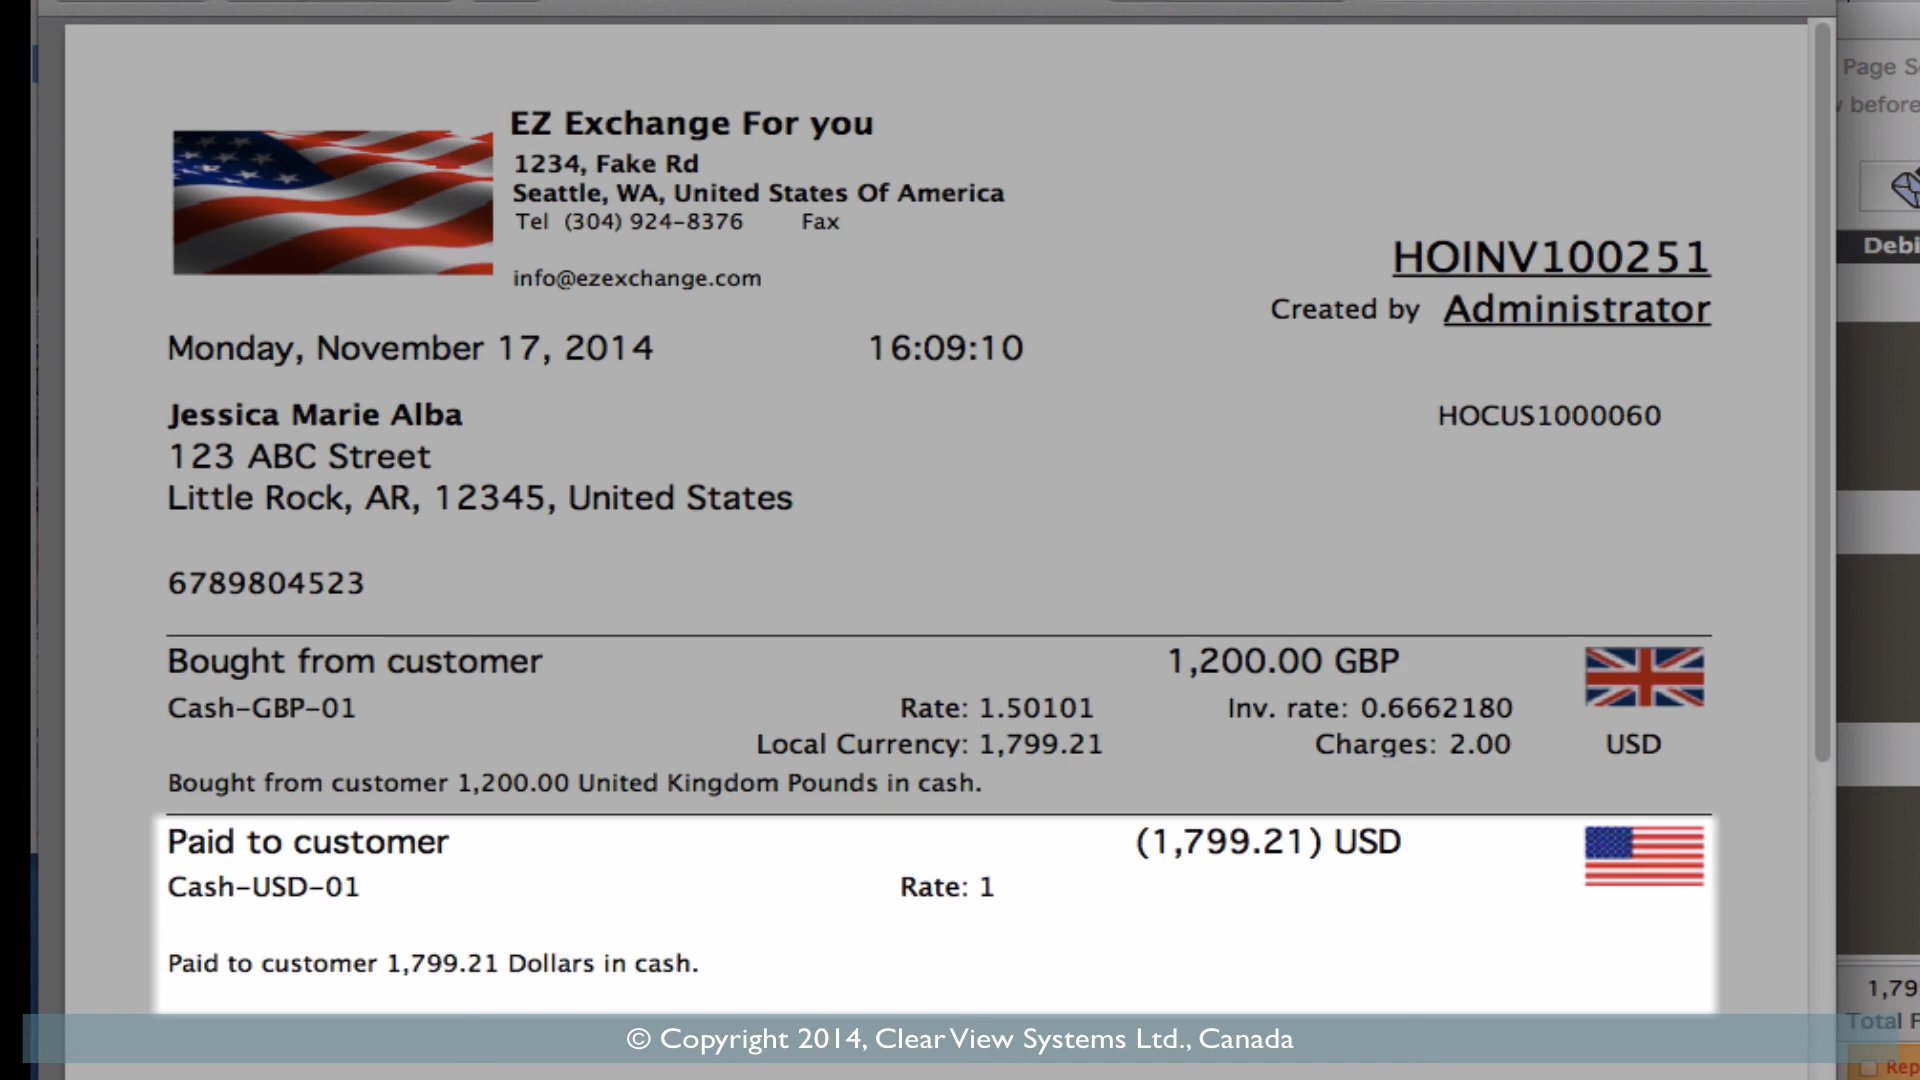 EZ Exchange For you
1234, Fake Rd
Seattle, WA, United States Of America
Tel (304) 924-8376 Fax
info@ezexchange.com
HOINV100251
Created by Administrator
Monday, November 17, 2014 16:09:10
Jessica Marie Alba HOCUS1000060
123 ABC Street
Little Rock, AR, 12345, United States
6789804523
Bought from customer 1,200.00 GBP
Cash-GBP-01 Rate: 1.50101 Inv. rate: 0.6662180
Local Currency: 1,799.21 Charges: 2.00 USD
Bought from customer 1,200.00 United Kingdom Pounds in cash.
Paid to customer (1,799.21) USD
Cash-USD-01 Rate: 1
Paid to customer 1,799.21 Dollars in cash.
© Copyright 2014, Clear View Systems Ltd., Canada
Page
before
Total